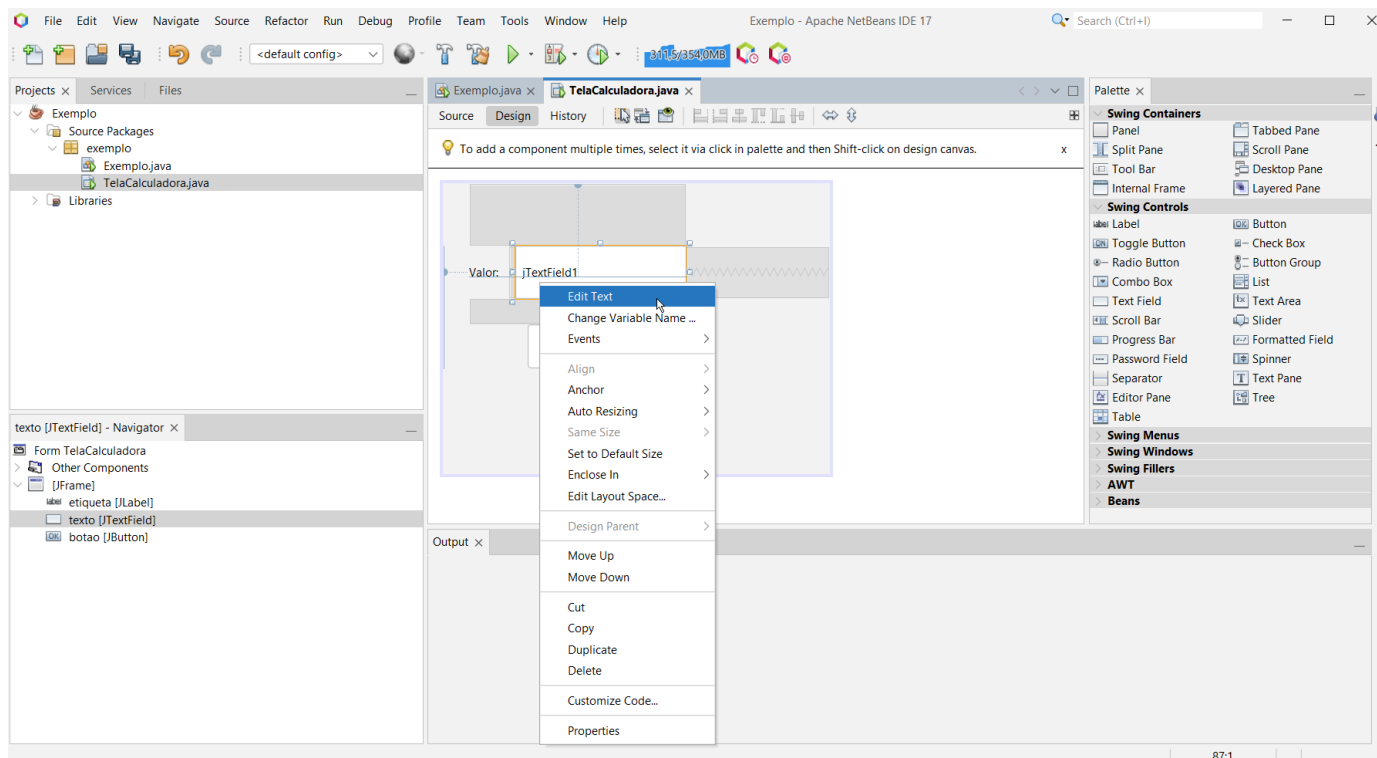 File Edit View Navigate Source Refactor Run Debug Profile Team Tools Window Help Exemplo - Apache NetBeans IDE 17 Search (Ctrl+I)
<default config> 311,5/354,0MB
Projects Services Files
Exemplo
Source Packages
exemplo
Exemplo.java
TelaCalculadora.java
Libraries
texto [JTextField] - Navigator
Form TelaCalculadora
Other Components
[JFrame]
label etiqueta [JLabel]
texto [JTextField]
OK botao [JButton]
Exemplo.java TelaCalculadora.java
Source Design History
To add a component multiple times, select it via click in palette and then Shift-click on design canvas. x
Valor: jTextField1
Edit Text
Change Variable Name ...
Events
Align
Anchor
Auto Resizing
Same Size
Set to Default Size
Enclose In
Edit Layout Space...
Design Parent
Move Up
Move Down
Cut
Copy
Duplicate
Delete
Customize Code...
Properties
Output
Palette
Swing Containers
Panel Tabbed Pane
Split Pane Scroll Pane
Tool Bar Desktop Pane
Internal Frame Layered Pane
Swing Controls
label Label OK Button
ON Toggle Button Check Box
Radio Button Button Group
Combo Box List
Text Field Text Area
Scroll Bar Slider
Progress Bar Formatted Field
Password Field Spinner
Separator T Text Pane
Editor Pane Tree
Table
Swing Menus
Swing Windows
Swing Fillers
AWT
Beans
87:1